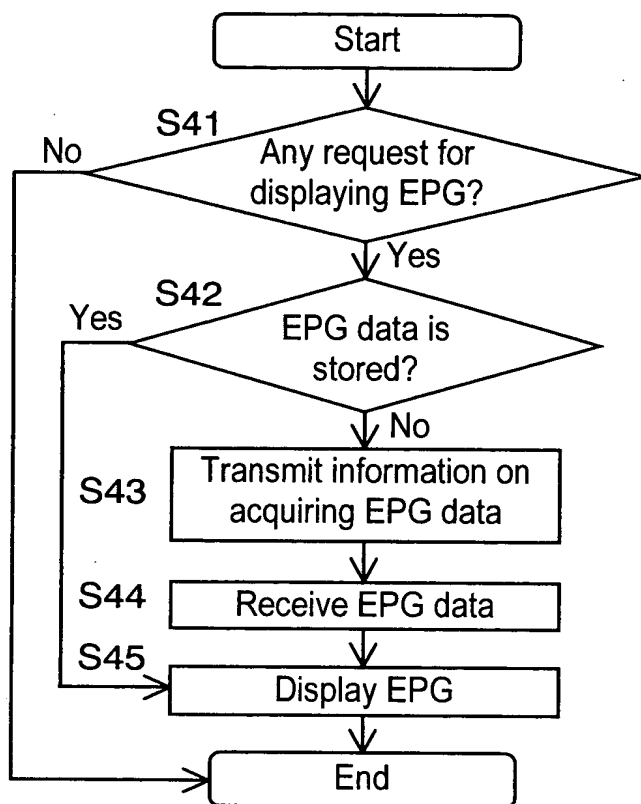 Start
S41
No
Any request for
displaying EPG?
Yes
S42
Yes
EPG data is
stored?
No
S43
Transmit information on
acquiring EPG data
S44
Receive EPG data
S45
Display EPG
End